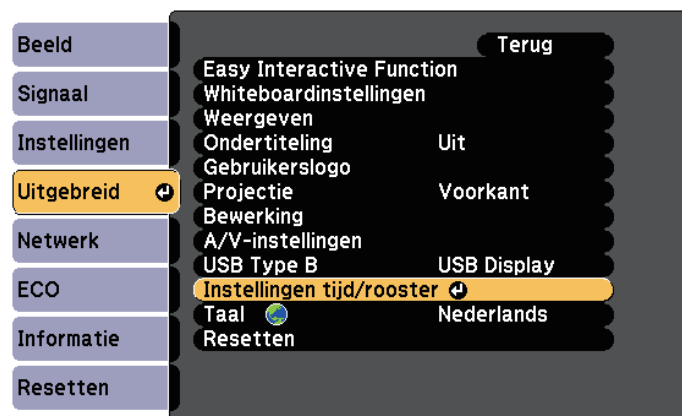 Beeld
Signaal
Instellingen
Uitgebreid
Netwerk
ECO
Informatie
Resetten
Terug
Easy Interactive Function
Whiteboardinstellingen
Weergeven
Ondertiteling Uit
Gebruikerslogo
Projectie Voorkant
Bewerking
A/V-instellingen
USB Type B USB Display
Instellingen tijd/rooster
Taal Nederlands
Resetten